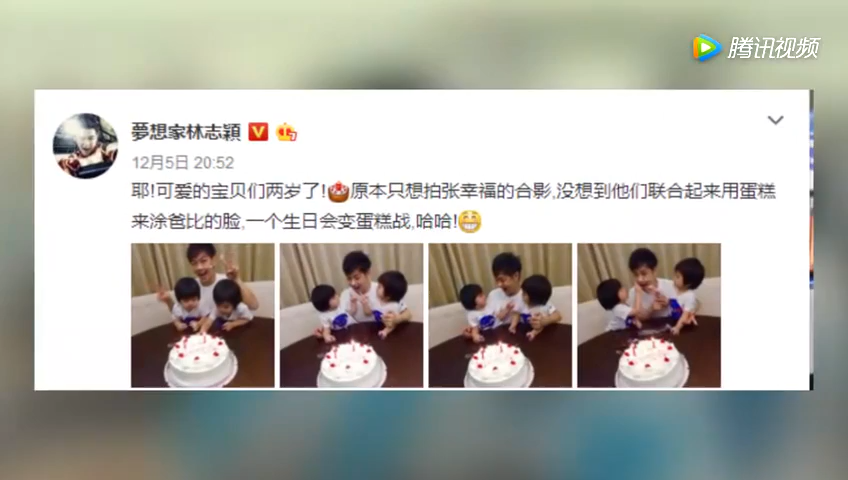 腾讯视频
夢想家林志穎
12月5日 20:52
耶!可爱的宝贝们两岁了!原本只想拍张幸福的合影,没想到他们联合起来用蛋糕
来涂爸比的脸,一个生日会变蛋糕战,哈哈!